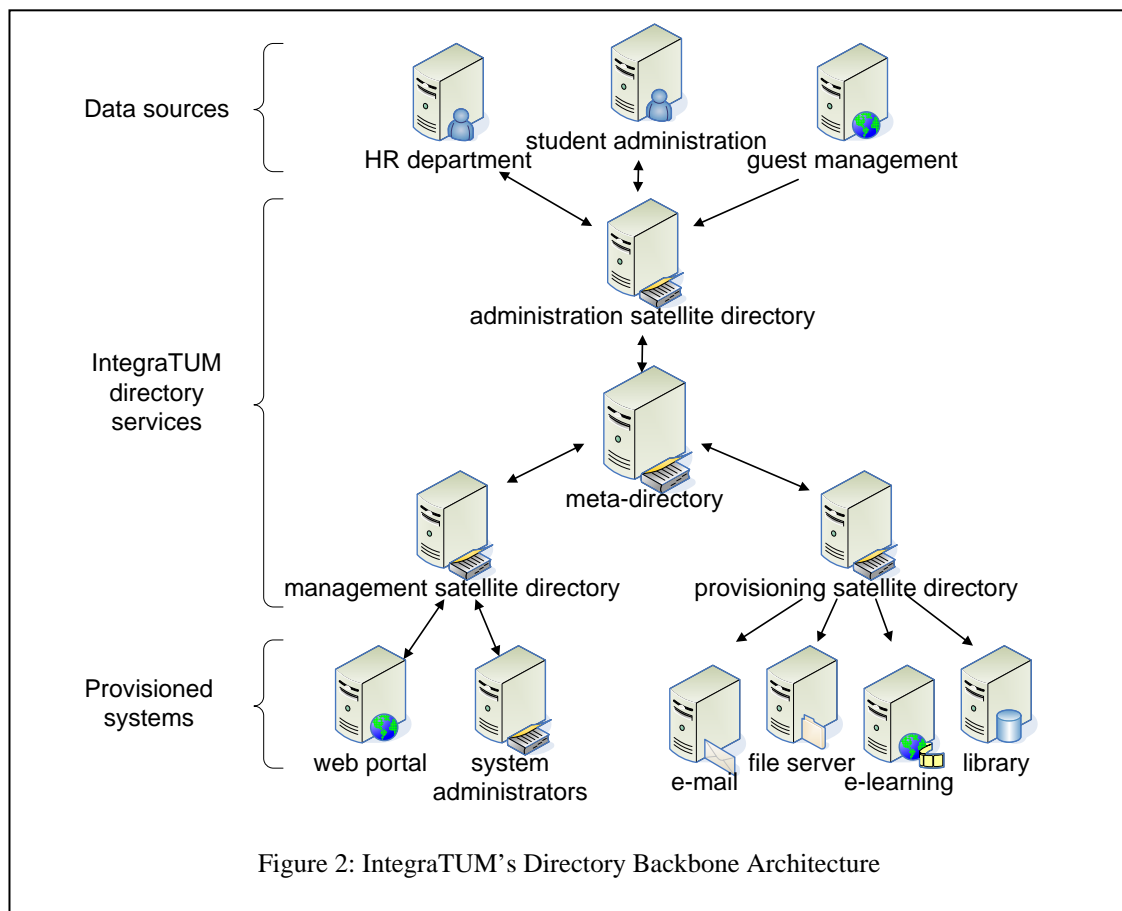 Data sources
HR department
student administration
guest management
administration satellite directory
IntegraTUM
directory
services
meta-directory
management satellite directory
provisioning satellite directory
Provisioned
systems
web portal
system
administrators
e-mail
file server
e-learning
library
Figure 2: IntegraTUM’s Directory Backbone Architecture